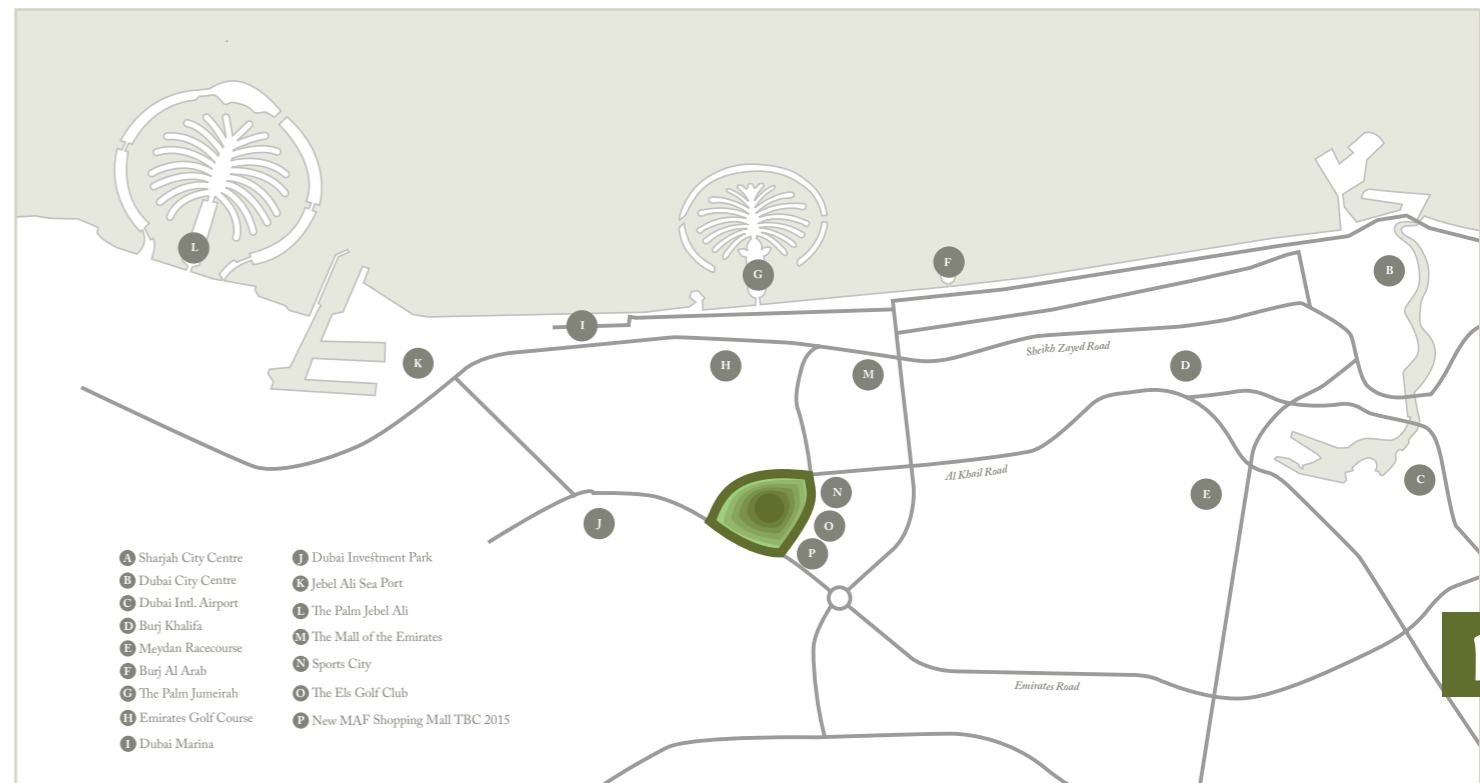 L
G
F
B
I
K
H
M
D
Sheikh Zayed Road
Al Khail Road
N
E
C
O
J
P
Emirates Road
A Sharjah City Centre
B Dubai City Centre
C Dubai Intl. Airport
D Burj Khalifa
E Meydan Racecourse
F Burj Al Arab
G The Palm Jumeirah
H Emirates Golf Course
I Dubai Marina
J Dubai Investment Park
K Jebel Ali Sea Port
L The Palm Jebel Ali
M The Mall of the Emirates
N Sports City
O The Els Golf Club
P New MAF Shopping Mall TBC 2015